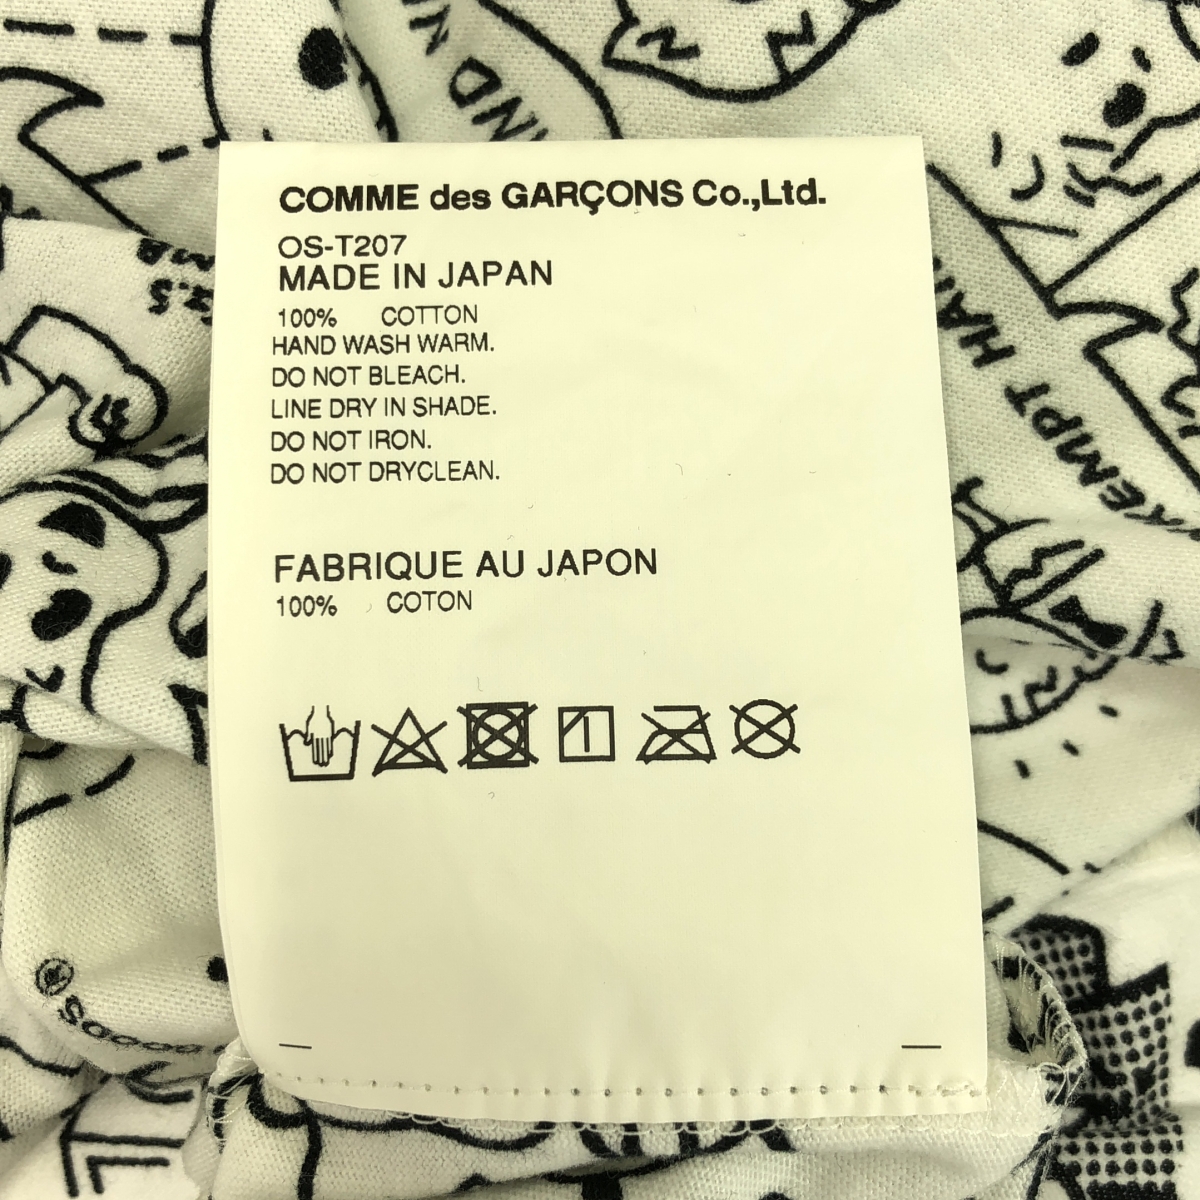 COMME des GARÇONS Co.,Ltd.
OS-T207
MADE IN JAPAN
100% COTTON
HAND WASH WARM.
DO NOT BLEACH.
LINE DRY IN SHADE.
DO NOT IRON.
DO NOT DRYCLEAN.
FABRIQUE AU JAPON
100% COTON